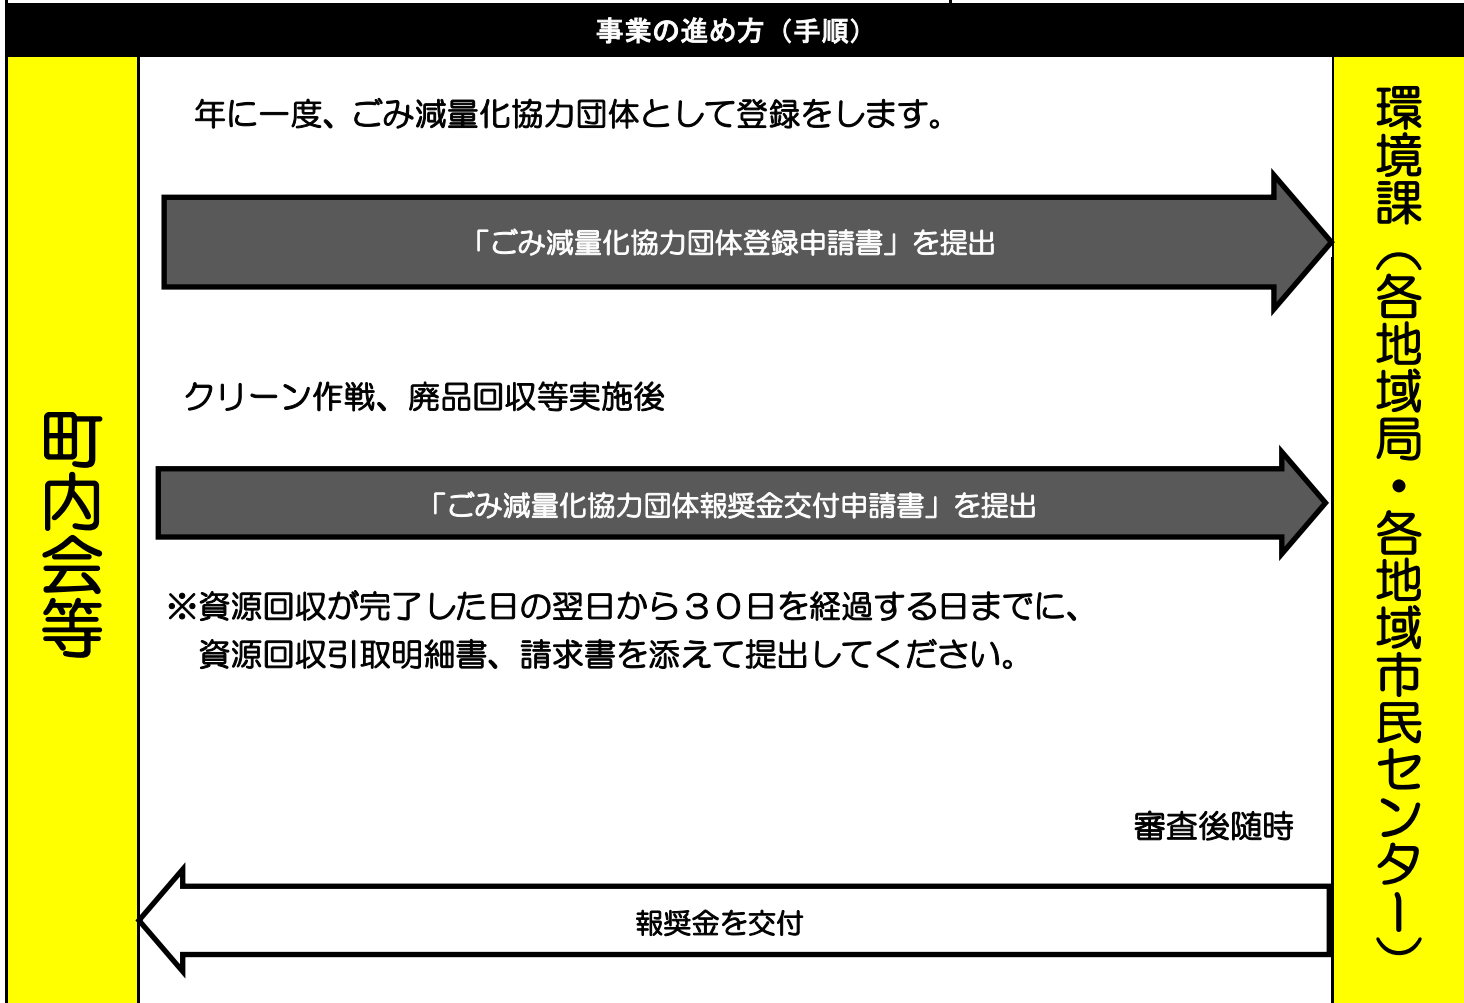 事業の進め方（手順）
町内会等
年に一度、ごみ減量化協力団体として登録をします。
「ごみ減量化協力団体登録申請書」を提出
クリーン作戦、廃品回収等実施後
「ごみ減量化協力団体報奨金交付申請書」を提出
※資源回収が完了した日の翌日から３０日を経過する日までに、
資源回収引取明細書、請求書を添えて提出してください。
審査後随時
報奨金を交付
環境課（各地域局・各地域市民センター）